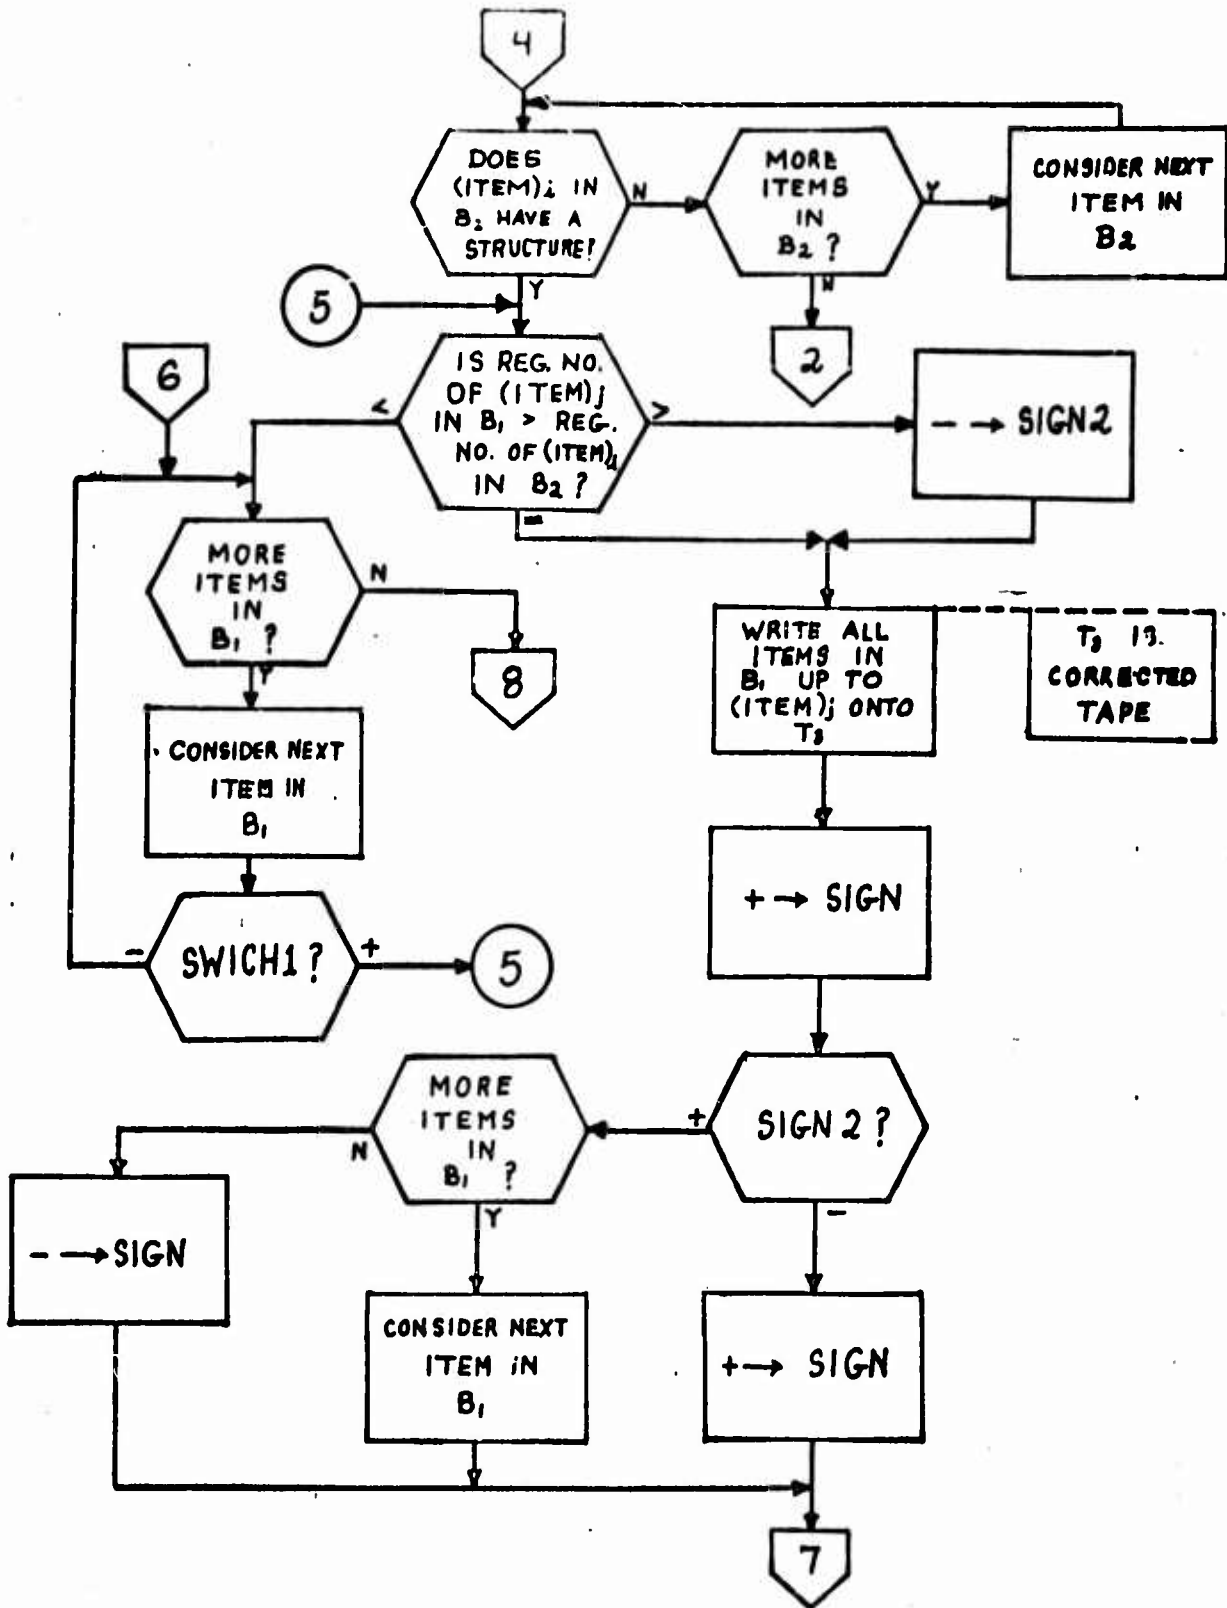 4
DOES
(ITEM)i IN
B2 HAVE A
STRUCTURE?
N
Y
MORE
ITEMS
IN
B2 ?
Y
N
CONSIDER NEXT
ITEM IN
B2
5
2
6
IS REG. NO.
OF (ITEM)j
IN B1 > REG.
NO. OF (ITEM)i
IN B2 ?
<
>
=
- → SIGN2
MORE
ITEMS
IN
B1 ?
N
Y
8
WRITE ALL
ITEMS IN
B1 UP TO
(ITEM)j ONTO
T3
T3 IS
CORRECTED
TAPE
CONSIDER NEXT
ITEM IN
B1
+ → SIGN
SWICH1?
-
+
5
MORE
ITEMS
IN
B1 ?
N
Y
SIGN 2 ?
+
-
- → SIGN
CONSIDER NEXT
ITEM iN
B1
+ → SIGN
7